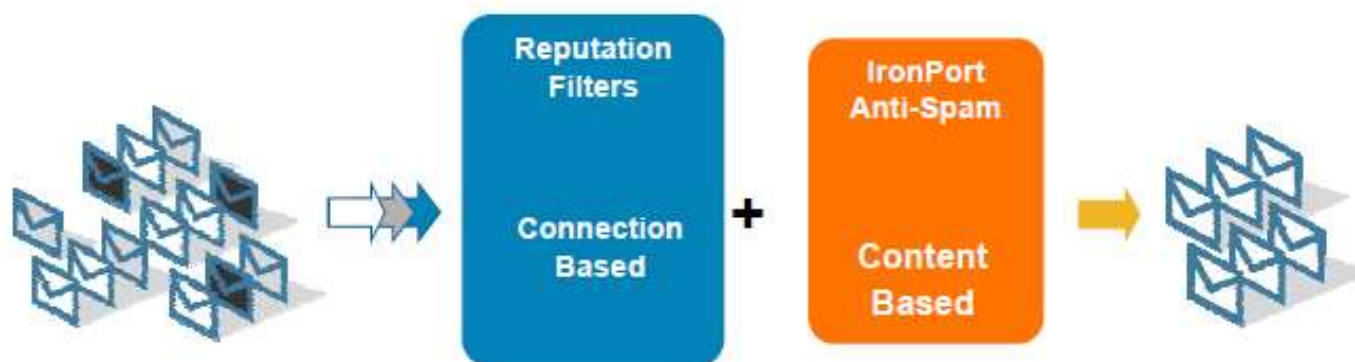 Reputation
Filters
Connection
Based
+
IronPort
Anti-Spam
Content
Based